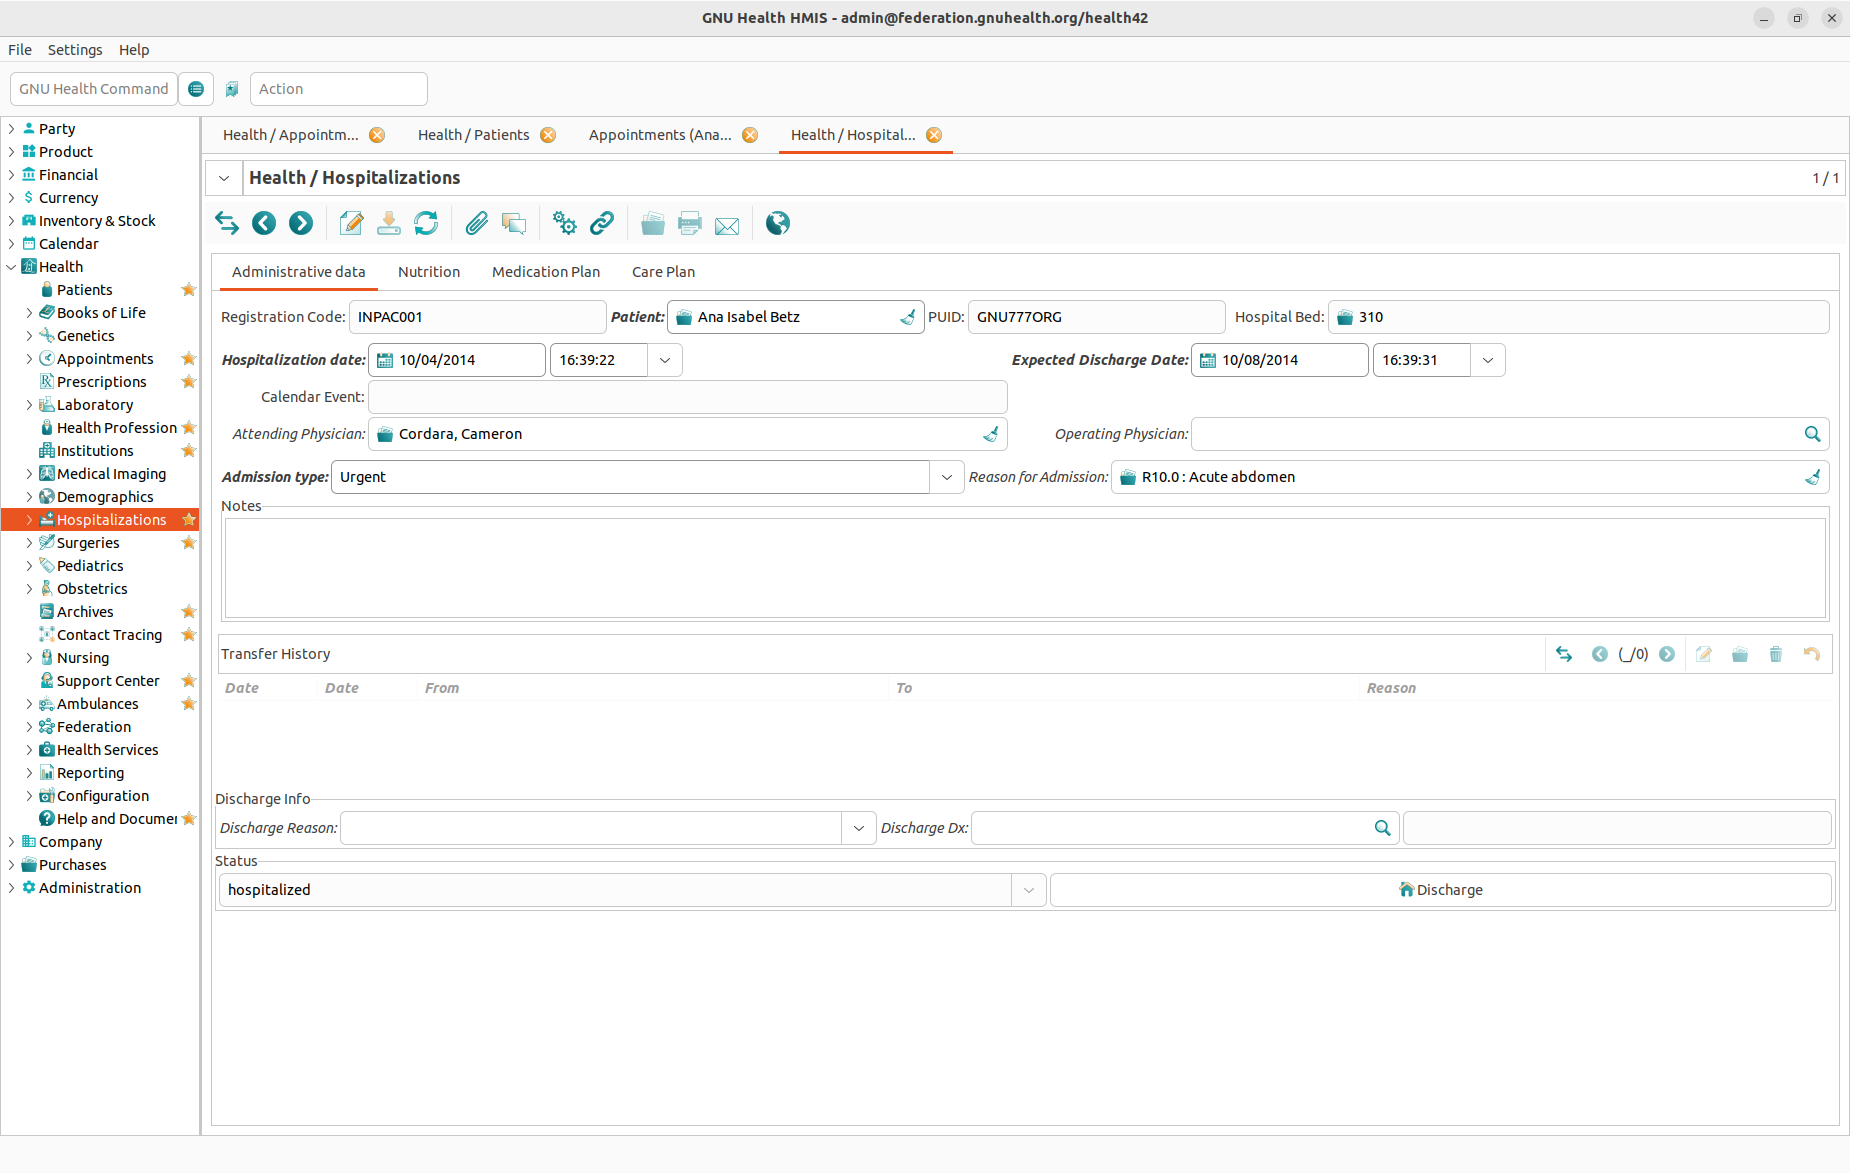 GNU Health HMIS - admin@federation.gnuhealth.org/health42
File Settings Help
GNU Health Command Action
Party
Product
Financial
Currency
Inventory & Stock
Calendar
Health
Patients
Books of Life
Genetics
Appointments
Prescriptions
Laboratory
Health Profession
Institutions
Medical Imaging
Demographics
Hospitalizations
Surgeries
Pediatrics
Obstetrics
Archives
Contact Tracing
Nursing
Support Center
Ambulances
Federation
Health Services
Reporting
Configuration
Help and Documen
Company
Purchases
Administration
Health / Appointm... Health / Patients Appointments (Ana... Health / Hospital...
Health / Hospitalizations 1 / 1
Administrative data Nutrition Medication Plan Care Plan
Registration Code: INPAC001 Patient: Ana Isabel Betz PUID: GNU777ORG Hospital Bed: 310
Hospitalization date: 10/04/2014 16:39:22 Expected Discharge Date: 10/08/2014 16:39:31
Calendar Event:
Attending Physician: Cordara, Cameron Operating Physician:
Admission type: Urgent Reason for Admission: R10.0 : Acute abdomen
Notes
Transfer History (_/0)
Date Date From To Reason
Discharge Info
Discharge Reason: Discharge Dx:
Status
hospitalized Discharge